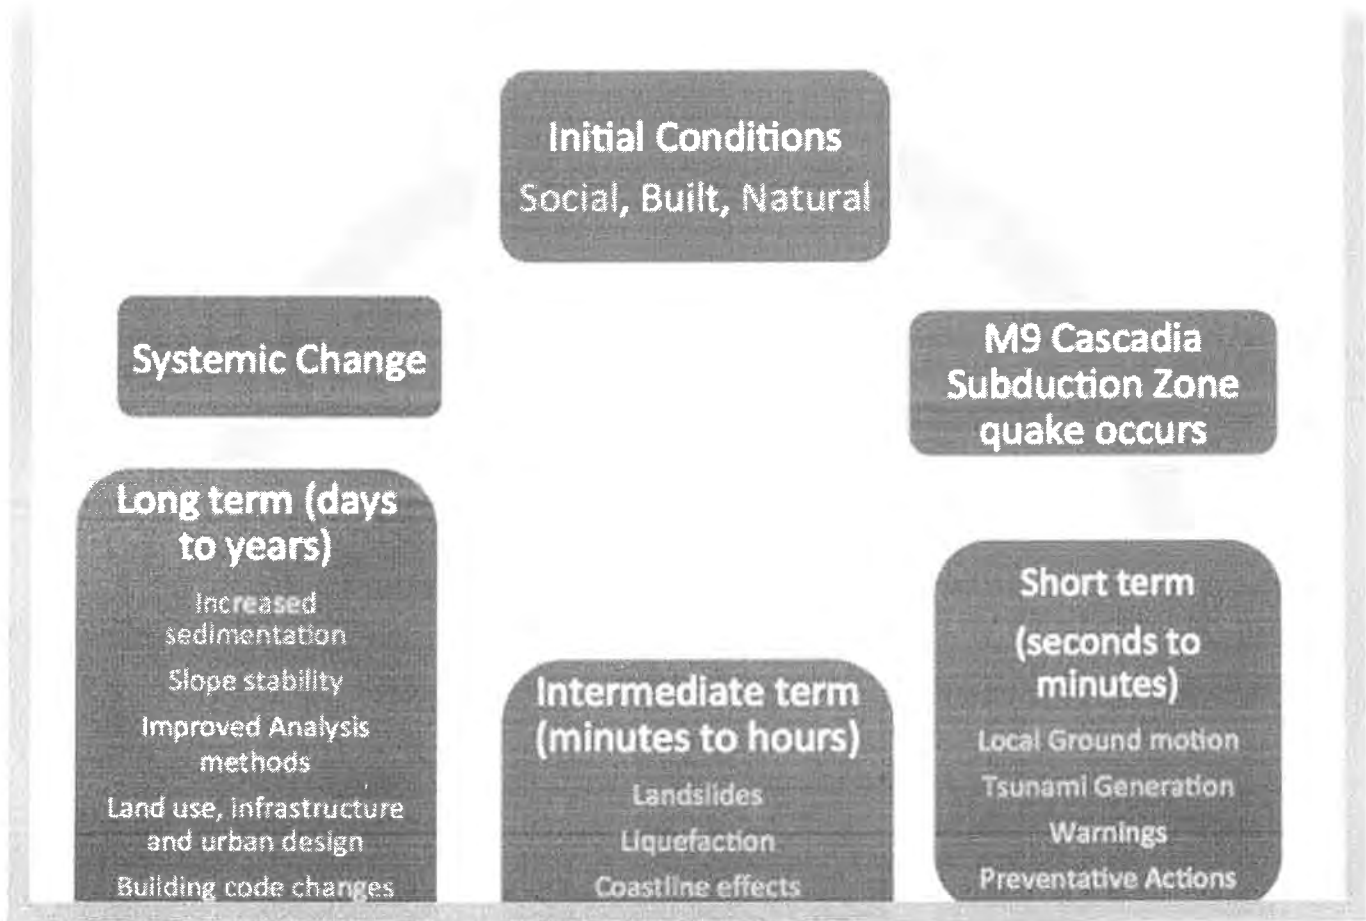 Initial Conditions
Social, Built, Natural
Systemic Change
M9 Cascadia
Subduction Zone
quake occurs
Long term (days
to years)
Increased
sedimentation
Slope stability
Improved Analysis
methods
Land use, infrastructure
and urban design
Building code changes
Intermediate term
(minutes to hours)
Landslides
Liquefaction
Coastline effects
Short term
(seconds to
minutes)
Local Ground motion
Tsunami Generation
Warnings
Preventative Actions